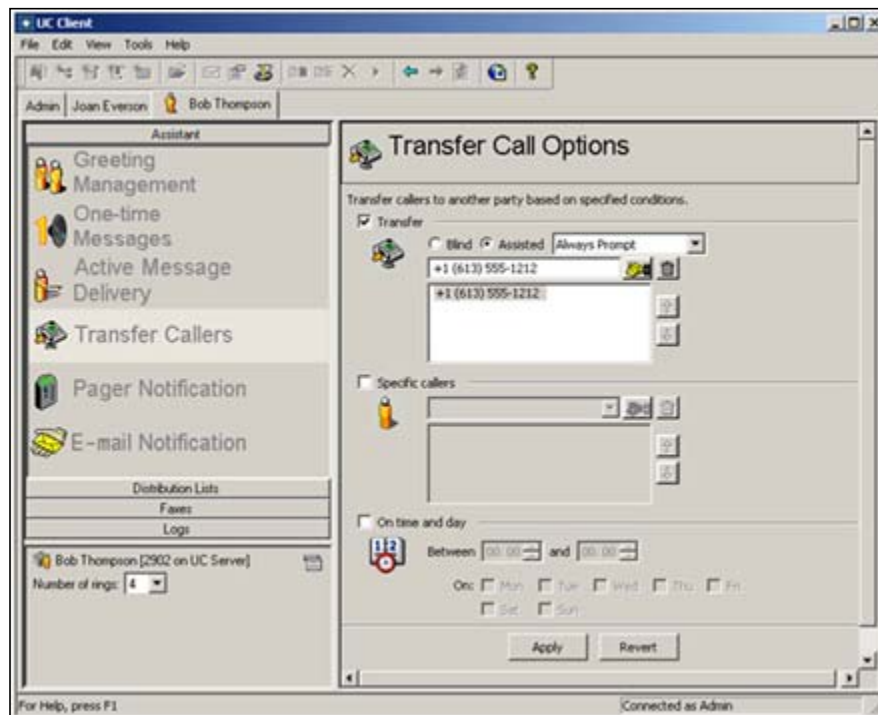 UC Client
File Edit View Tools Help
Admin Joan Everson Bob Thompson
Assistant
Greeting
Management
One-time
Messages
Active Message
Delivery
Transfer Callers
Pager Notification
E-mail Notification
Distribution Lists
Faxes
Logs
Bob Thompson [2902 on UC Server]
Number of rings: 4
Transfer Call Options
Transfer callers to another party based on specified conditions.
Transfer
Blind Assisted Always Prompt
+1 (613) 555-1212
+1 (613) 555-1212
Specific callers
On time and day
12
Between 00:00 and 00:00
On: Mon Tue Wed Thu Fri
Sat Sun
Apply Revert
For Help, press F1 Connected as Admin